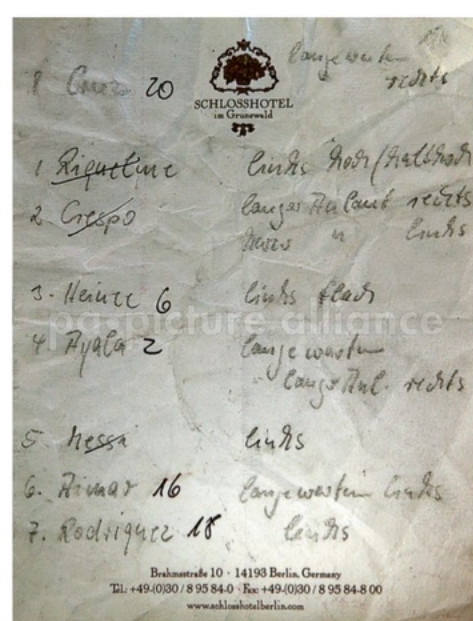 lange warten
rechts
20
SCHLOSSHOTEL
im Grunewald
1 Riquelme links hoch/halbhoch
2 Crespo langer Anlauf rechts
" links
3. Heinze 6 links flach
pa-picture-alliance
4 Ayala 2 lange warten
langer Anl. rechts
5. links
6. Aimar 16 lange warten links
7. Rodriguez 18 links
Brahmsstraße 10 · 14193 Berlin, Germany
Tel.: +49-(0)30 / 8 95 84-0 · Fax: +49-(0)30 / 8 95 84-8 00
www.schlosshotelberlin.com